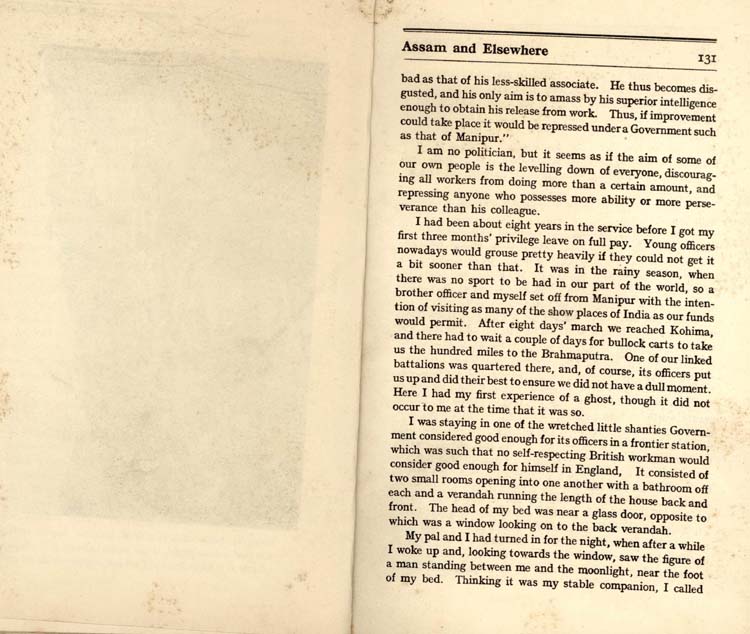 Assam and Elsewhere 131
bad as that of his less-skilled associate. He thus becomes dis-
gusted, and his only aim is to amass by his superior intelligence
enough to obtain his release from work. Thus, if improvement
could take place it would be repressed under a Government such
as that of Manipur."
I am no politician, but it seems as if the aim of some of
our own people is the levelling down of everyone, discourag-
ing all workers from doing more than a certain amount, and
repressing anyone who possesses more ability or more perse-
verance than his colleague.
I had been about eight years in the service before I got my
first three months' privilege leave on full pay. Young officers
nowadays would grouse pretty heavily if they could not get it
a bit sooner than that. It was in the rainy season, when
there was no sport to be had in our part of the world, so a
brother officer and myself set off from Manipur with the inten-
tion of visiting as many of the show places of India as our funds
would permit. After eight days' march we reached Kohima,
and there had to wait a couple of days for bullock carts to take
us the hundred miles to the Brahmaputra. One of our linked
battalions was quartered there, and, of course, its officers put
us up and did their best to ensure we did not have a dull moment.
Here I had my first experience of a ghost, though it did not
occur to me at the time that it was so.
I was staying in one of the wretched little shanties Govern-
ment considered good enough for its officers in a frontier station,
which was such that no self-respecting British workman would
consider good enough for himself in England, It consisted of
two small rooms opening into one another with a bathroom off
each and a verandah running the length of the house back and
front. The head of my bed was near a glass door, opposite to
which was a window looking on to the back verandah.
My pal and I had turned in for the night, when after a while
I woke up and, looking towards the window, saw the figure of
a man standing between me and the moonlight, near the foot
of my bed. Thinking it was my stable companion, I called